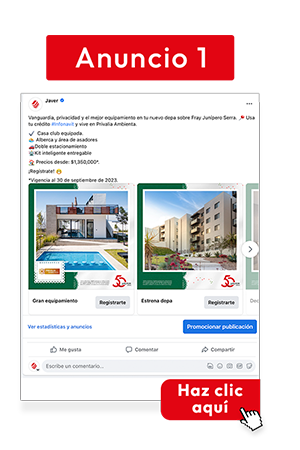 Anuncio 1
Javer
Vanguardia, privacidad y el mejor equipamiento en tu nuevo depa sobre Fray Junípero Serra. Usa
tu crédito #Infonavit y vive en Privalia Ambienta.
Casa club equipada.
Alberca y área de asadores
Doble estacionamiento
Kit inteligente entregable
Precios desde: $1,350,000*.
¡Regístrate!
*Vigencia al 30 de septiembre de 2023.
Gran equipamiento
Registrarte
Estrena depa
Registrarte
Ver estadísticas y anuncios
Promocionar publicación
Me gusta
Comentar
Compartir
Escribe un comentario...
Haz clic
aquí